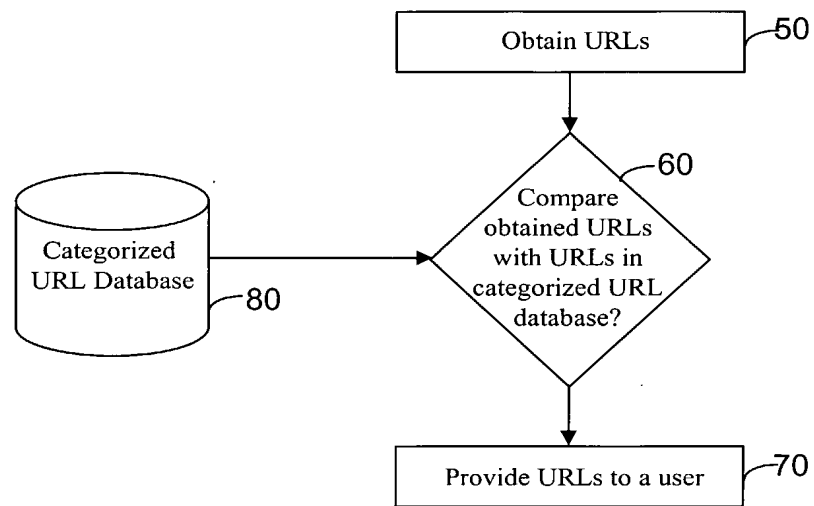 Obtain URLs
50
60
Compare
obtained URLs
with URLs in
categorized URL
database?
Categorized
URL Database
80
Provide URLs to a user
70